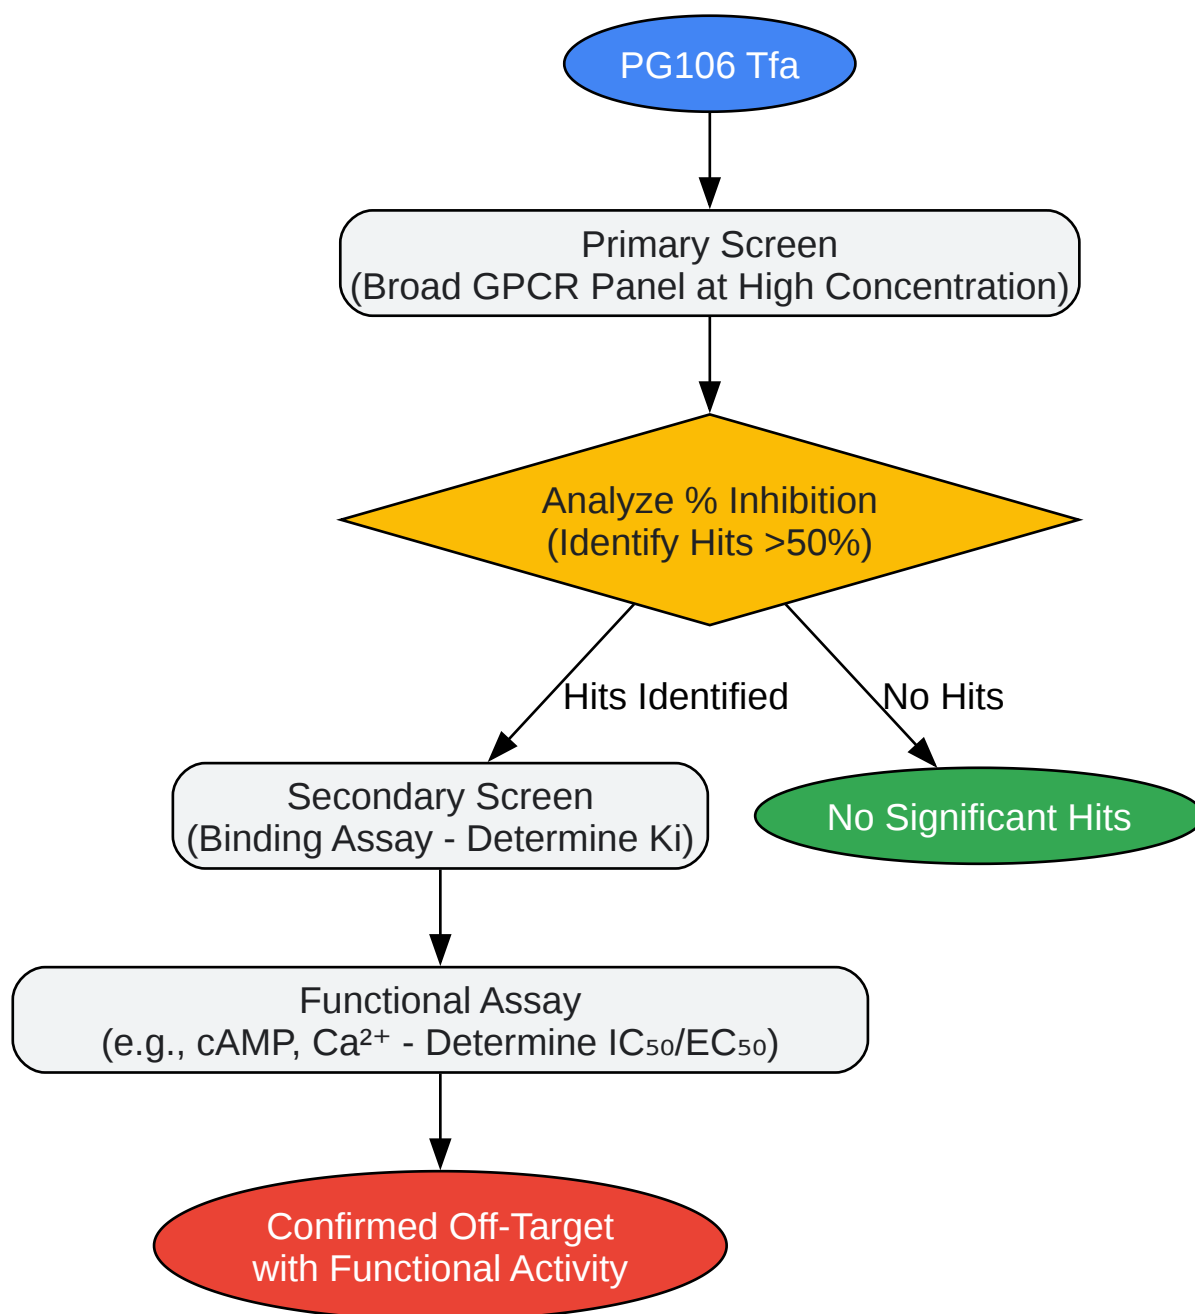 PG106 Tfa
Primary Screen
(Broad GPCR Panel at High Concentration)
Analyze % Inhibition
(Identify Hits >50%)
Hits Identified
No Hits
Secondary Screen
(Binding Assay - Determine Ki)
No Significant Hits
Functional Assay
(e.g., cAMP, Ca²⁺ - Determine IC₅₀/EC₅₀)
Confirmed Off-Target
with Functional Activity